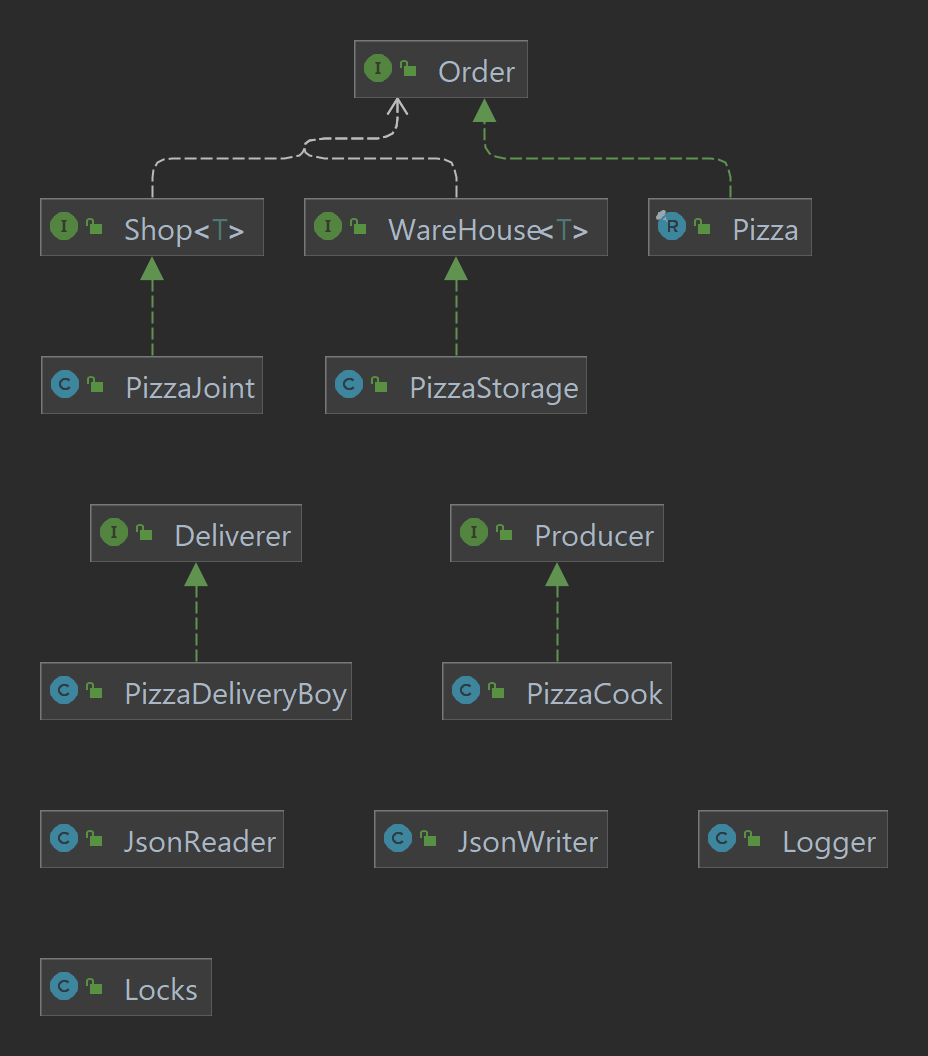 I Order
I Shop<T>
I WareHouse<T>
R Pizza
C PizzaJoint
C PizzaStorage
I Deliverer
I Producer
C PizzaDeliveryBoy
C PizzaCook
C JsonReader
C JsonWriter
C Logger
C Locks